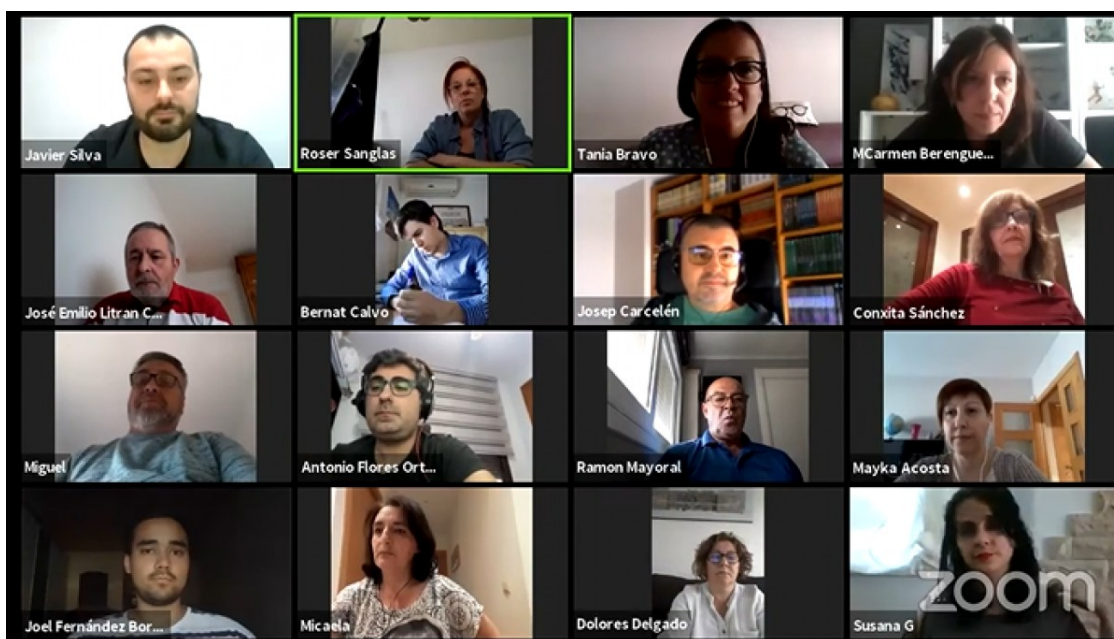 Javier Silva
Roser Sanglas
Tania Bravo
MCarmen Berengue...
José Emilio Litran C...
Bernat Calvo
Josep Carcelén
Conxita Sánchez
Miguel
Antonio Flores Ort...
Ramon Mayoral
Mayka Acosta
Joel Fernández Bor...
Micaela
Dolores Delgado
Susana G
zoom